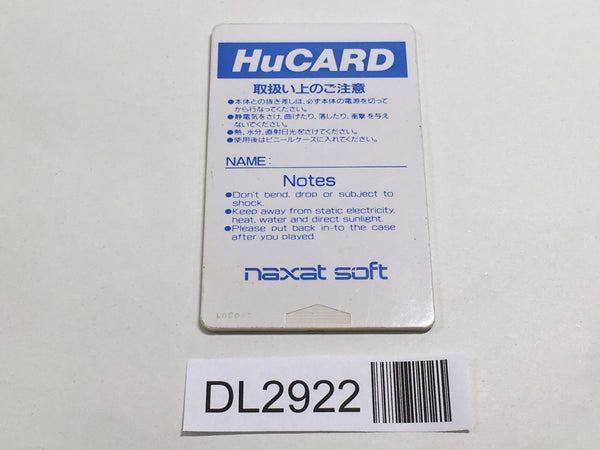 HuCARD
取扱い上のご注意
●本体との抜き差しは、必ず本体の電源を切って
から行なってください。
●静電気をさけ、曲げたり、落したり、衝撃を与え
ないでください。
●熱、水分、直射日光をさけてください。
●使用後はビニールケースに入れてください。
NAME:
Notes
●Don't bend, drop or subject to
shock.
●Keep away from static electricity,
heat, water and direct sunlight.
●Please put back in-to the case
after you played.
naxat soft
DL2922